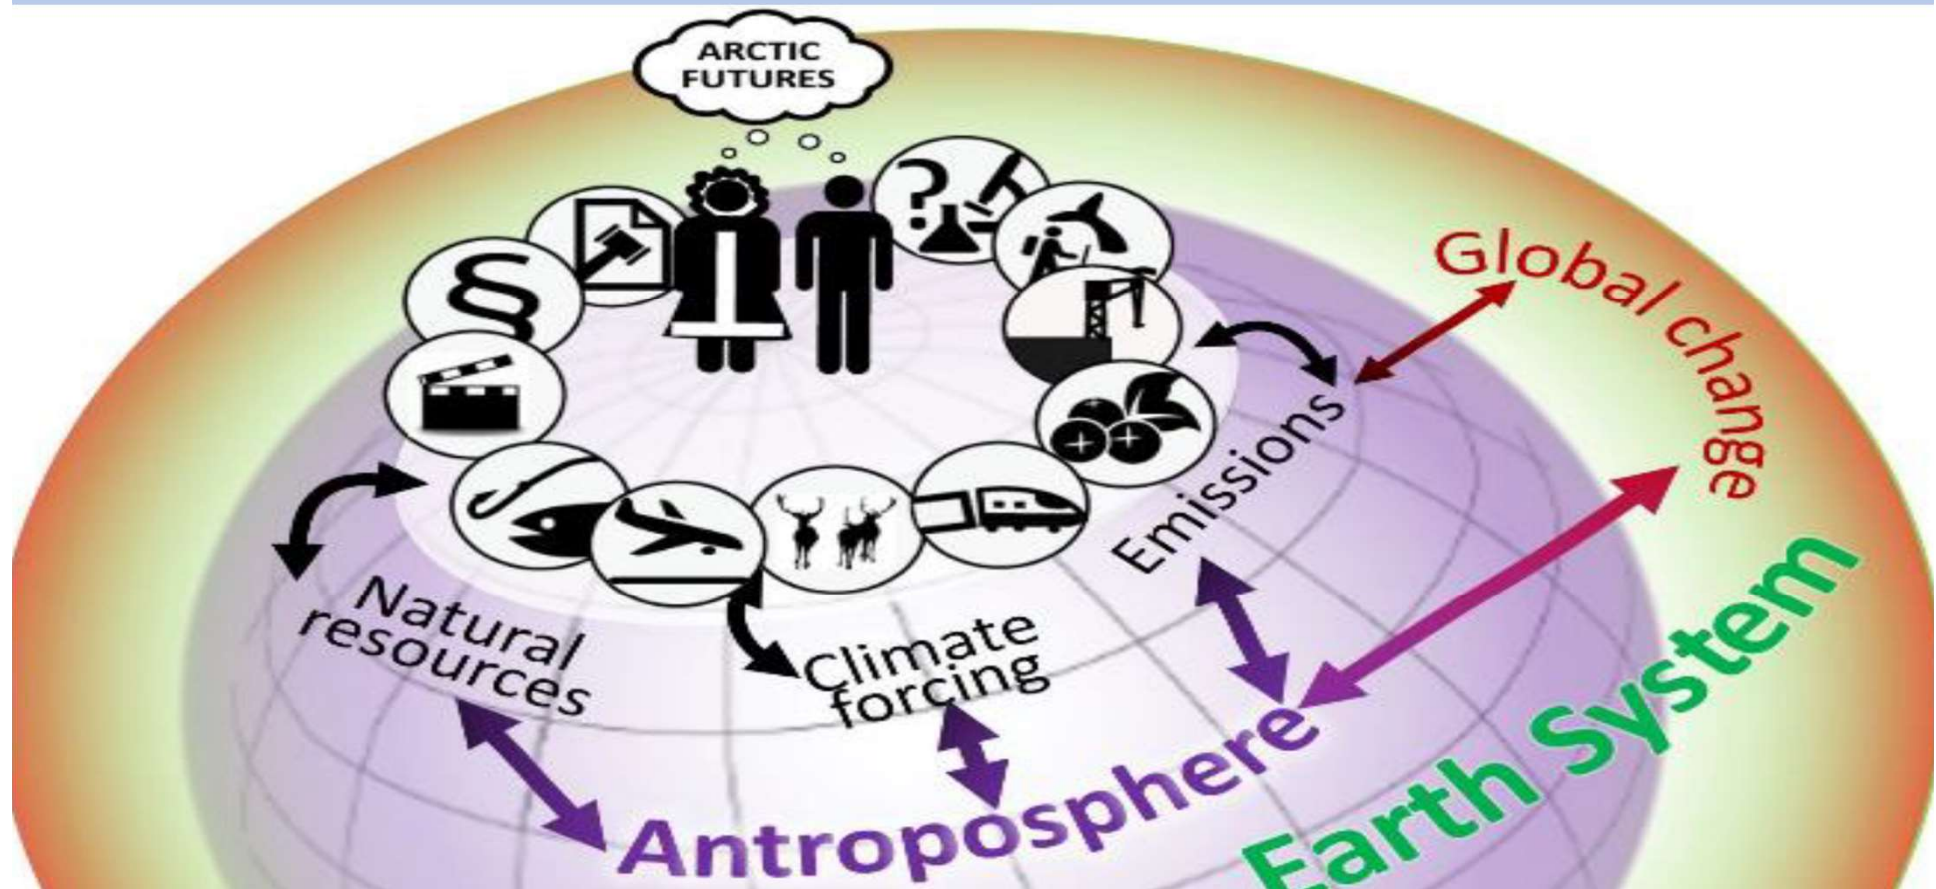 ARCTIC
FUTURES
?
§
Global change
Emissions
Natural
resources
Climate
forcing
Antroposphere
Earth System